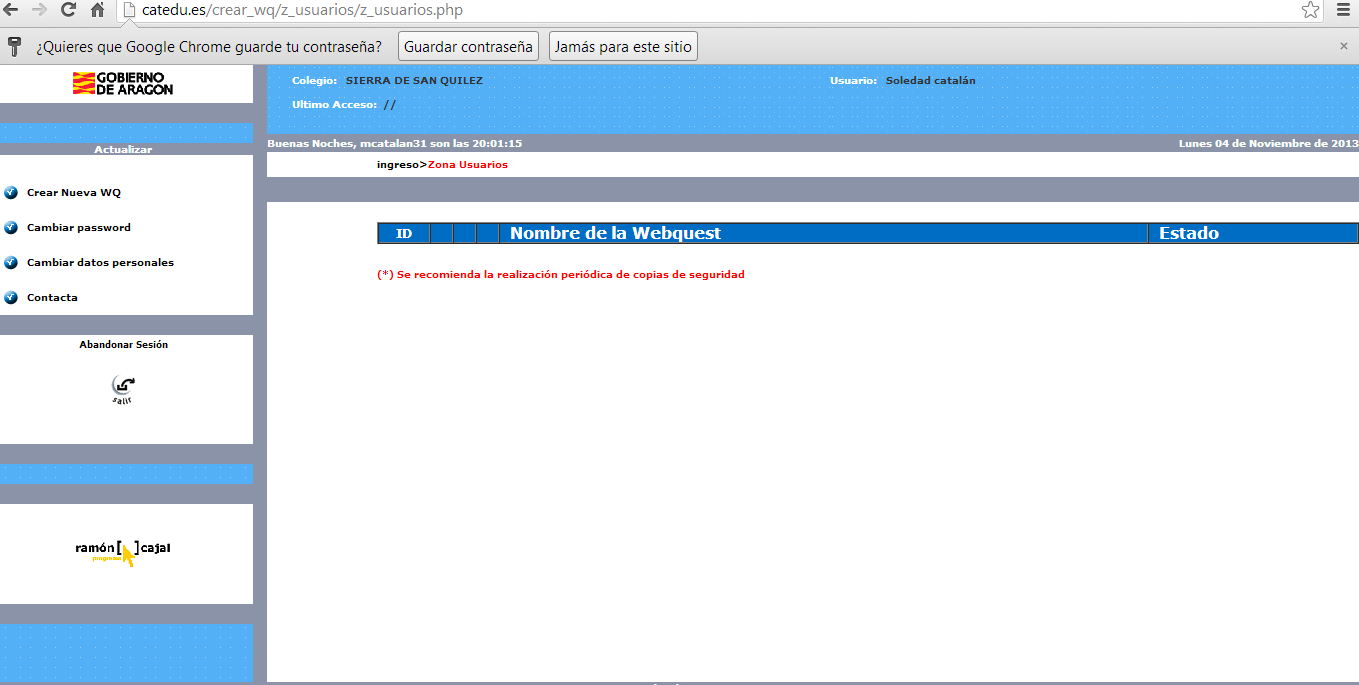 catedu.es/crear_wq/z_usuarios/z_usuarios.php
¿Quieres que Google Chrome guarde tu contraseña? Guardar contraseña Jamás para este sitio
GOBIERNO
DE ARAGON
Colegio: SIERRA DE SAN QUILEZ Usuario: Soledad catalán
Ultimo Acceso: //
Actualizar
Buenas Noches, mcatalan31 son las 20:01:15 Lunes 04 de Noviembre de 2013
ingreso>Zona Usuarios
Crear Nueva WQ
Cambiar password
Cambiar datos personales
Contacta
ID Nombre de la Webquest Estado
(*) Se recomienda la realización periódica de copias de seguridad
Abandonar Sesión
salir
ramón[ ]cajal
programa